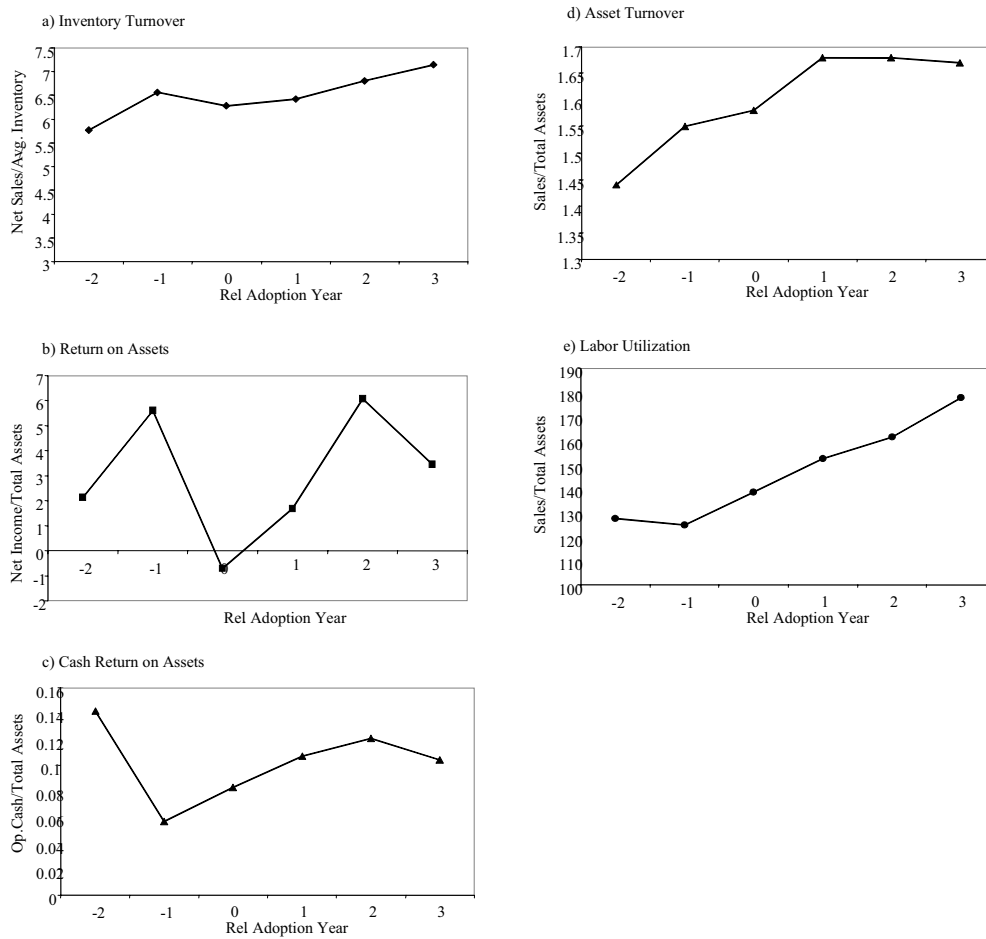 a) Inventory Turnover
Net Sales/Avg. Inventory
7.5
7
6.5
6
5.5
5
4.5
4
3.5
3
-2 -1 0 1 2 3
Rel Adoption Year
b) Return on Assets
Net Income/Total Assets
7
6
5
4
3
2
1
0
-1
-2
-2 -1 0 1 2 3
Rel Adoption Year
c) Cash Return on Assets
Op.Cash/Total Assets
0.16
0.14
0.12
0.1
0.08
0.06
0.04
0.02
0
-2 -1 0 1 2 3
Rel Adoption Year
d) Asset Turnover
Sales/Total Assets
1.7
1.65
1.6
1.55
1.5
1.45
1.4
1.35
1.3
-2 -1 0 1 2 3
Rel Adoption Year
e) Labor Utilization
Sales/Total Assets
190
180
170
160
150
140
130
120
110
100
-2 -1 0 1 2 3
Rel Adoption Year